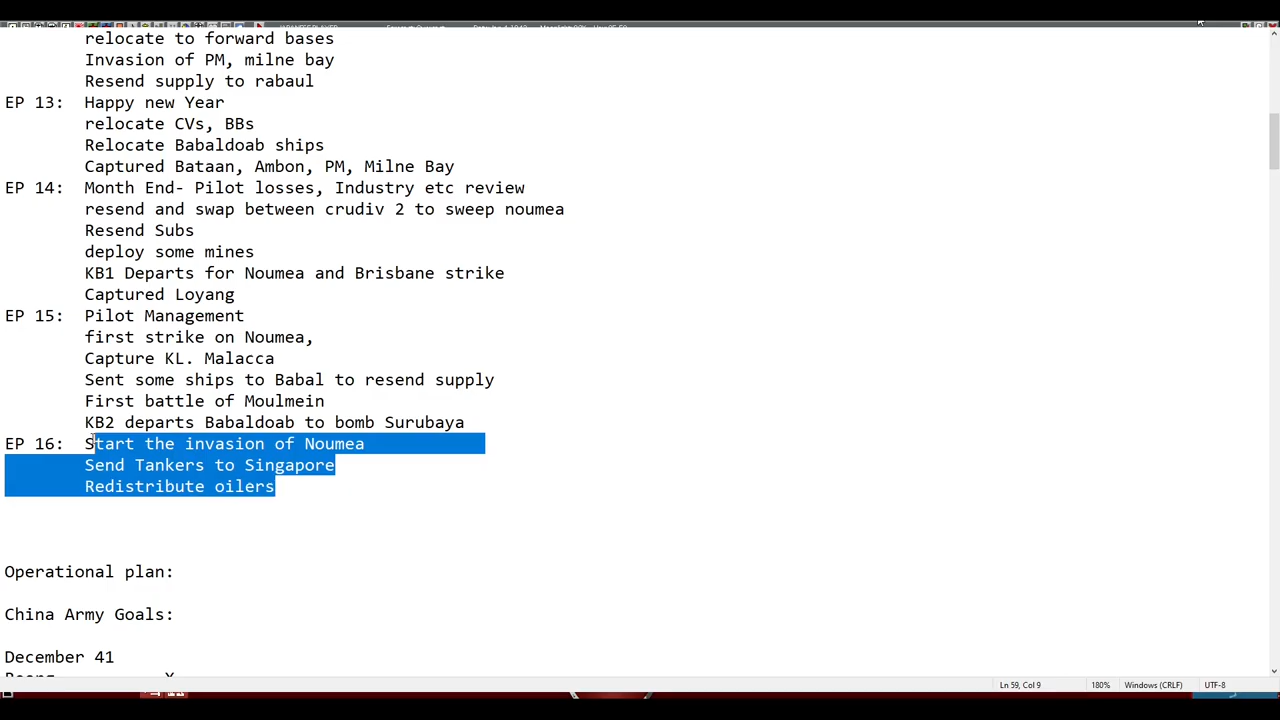 relocate to forward bases
Invasion of PM, milne bay
Resend supply to rabaul
EP 13: Happy new Year
relocate CVs, BBs
Relocate Babaldoab ships
Captured Bataan, Ambon, PM, Milne Bay
EP 14: Month End- Pilot losses, Industry etc review
resend and swap between crudiv 2 to sweep noumea
Resend Subs
deploy some mines
KB1 Departs for Noumea and Brisbane strike
Captured Loyang
EP 15: Pilot Management
first strike on Noumea,
Capture KL. Malacca
Sent some ships to Babal to resend supply
First battle of Moulmein
KB2 departs Babaldoab to bomb Surubaya
EP 16: Start the invasion of Noumea
Send Tankers to Singapore
Redistribute oilers
Operational plan:
China Army Goals:
December 41
Ln 59, Col 9 180% Windows (CRLF) UTF-8